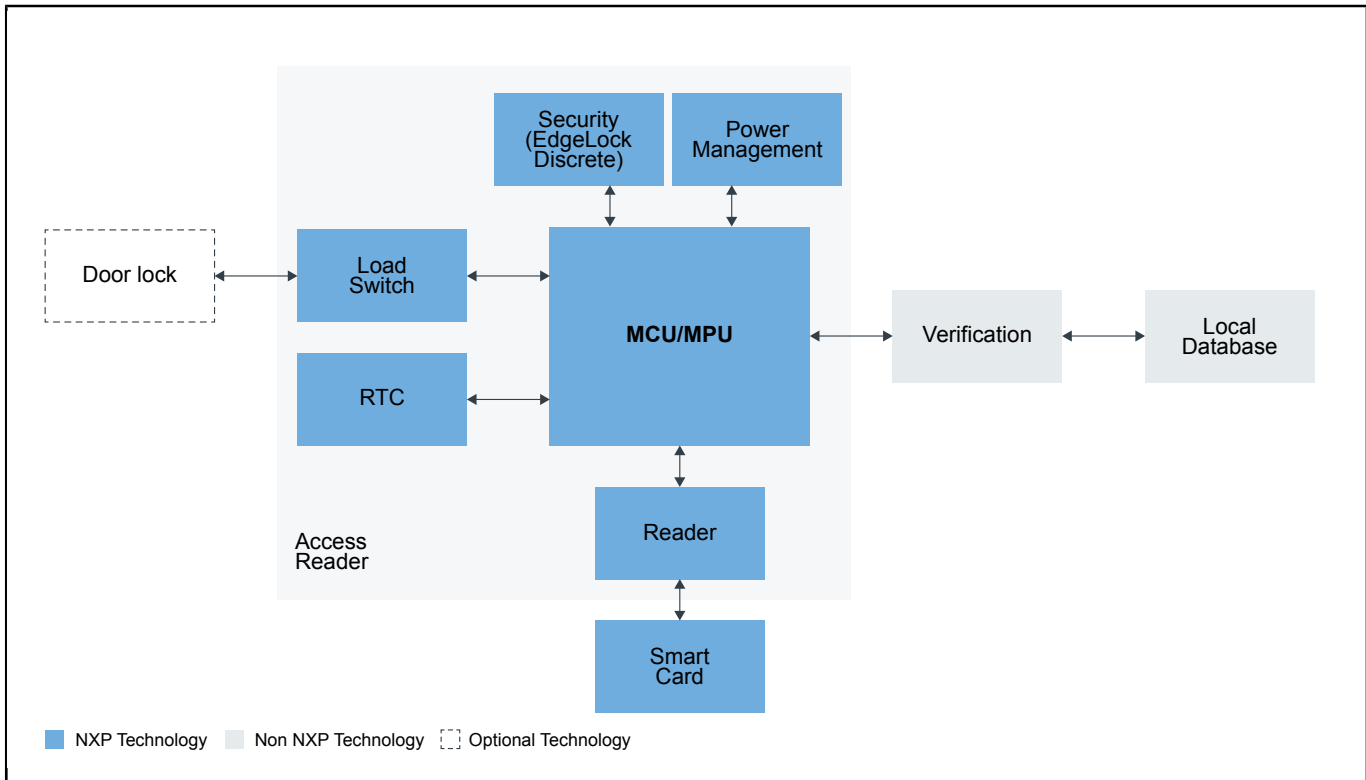 Security
(EdgeLock
Discrete)
Power
Management
Door lock
Load
Switch
MCU/MPU
Verification
Local
Database
RTC
Reader
Access
Reader
Smart
Card
NXP Technology
Non NXP Technology
Optional Technology